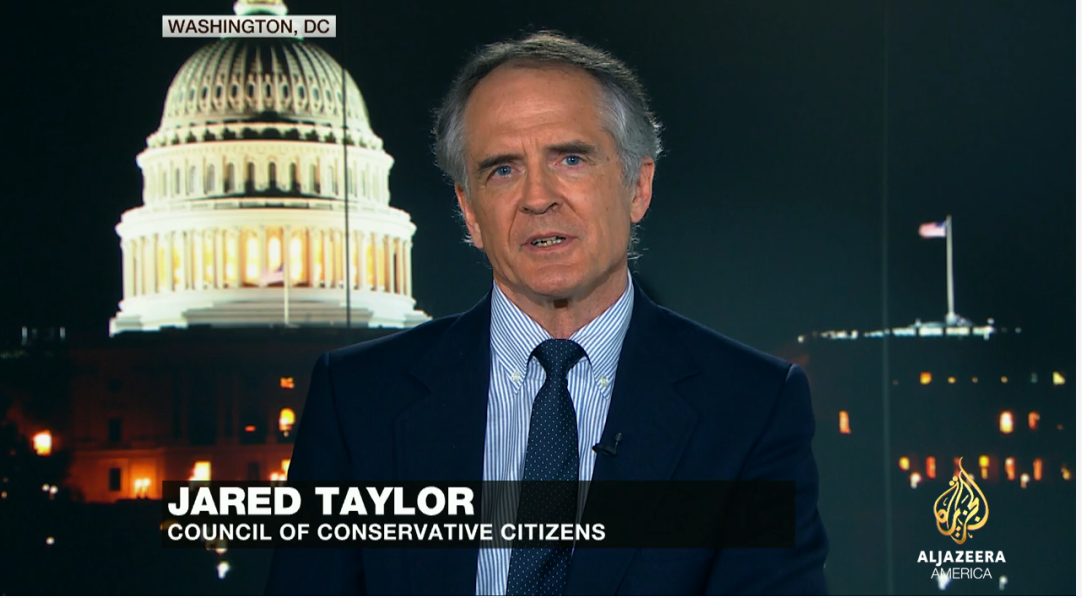 WASHINGTON, DC
JARED TAYLOR
COUNCIL OF CONSERVATIVE CITIZENS
ALJAZEERA
AMERICA